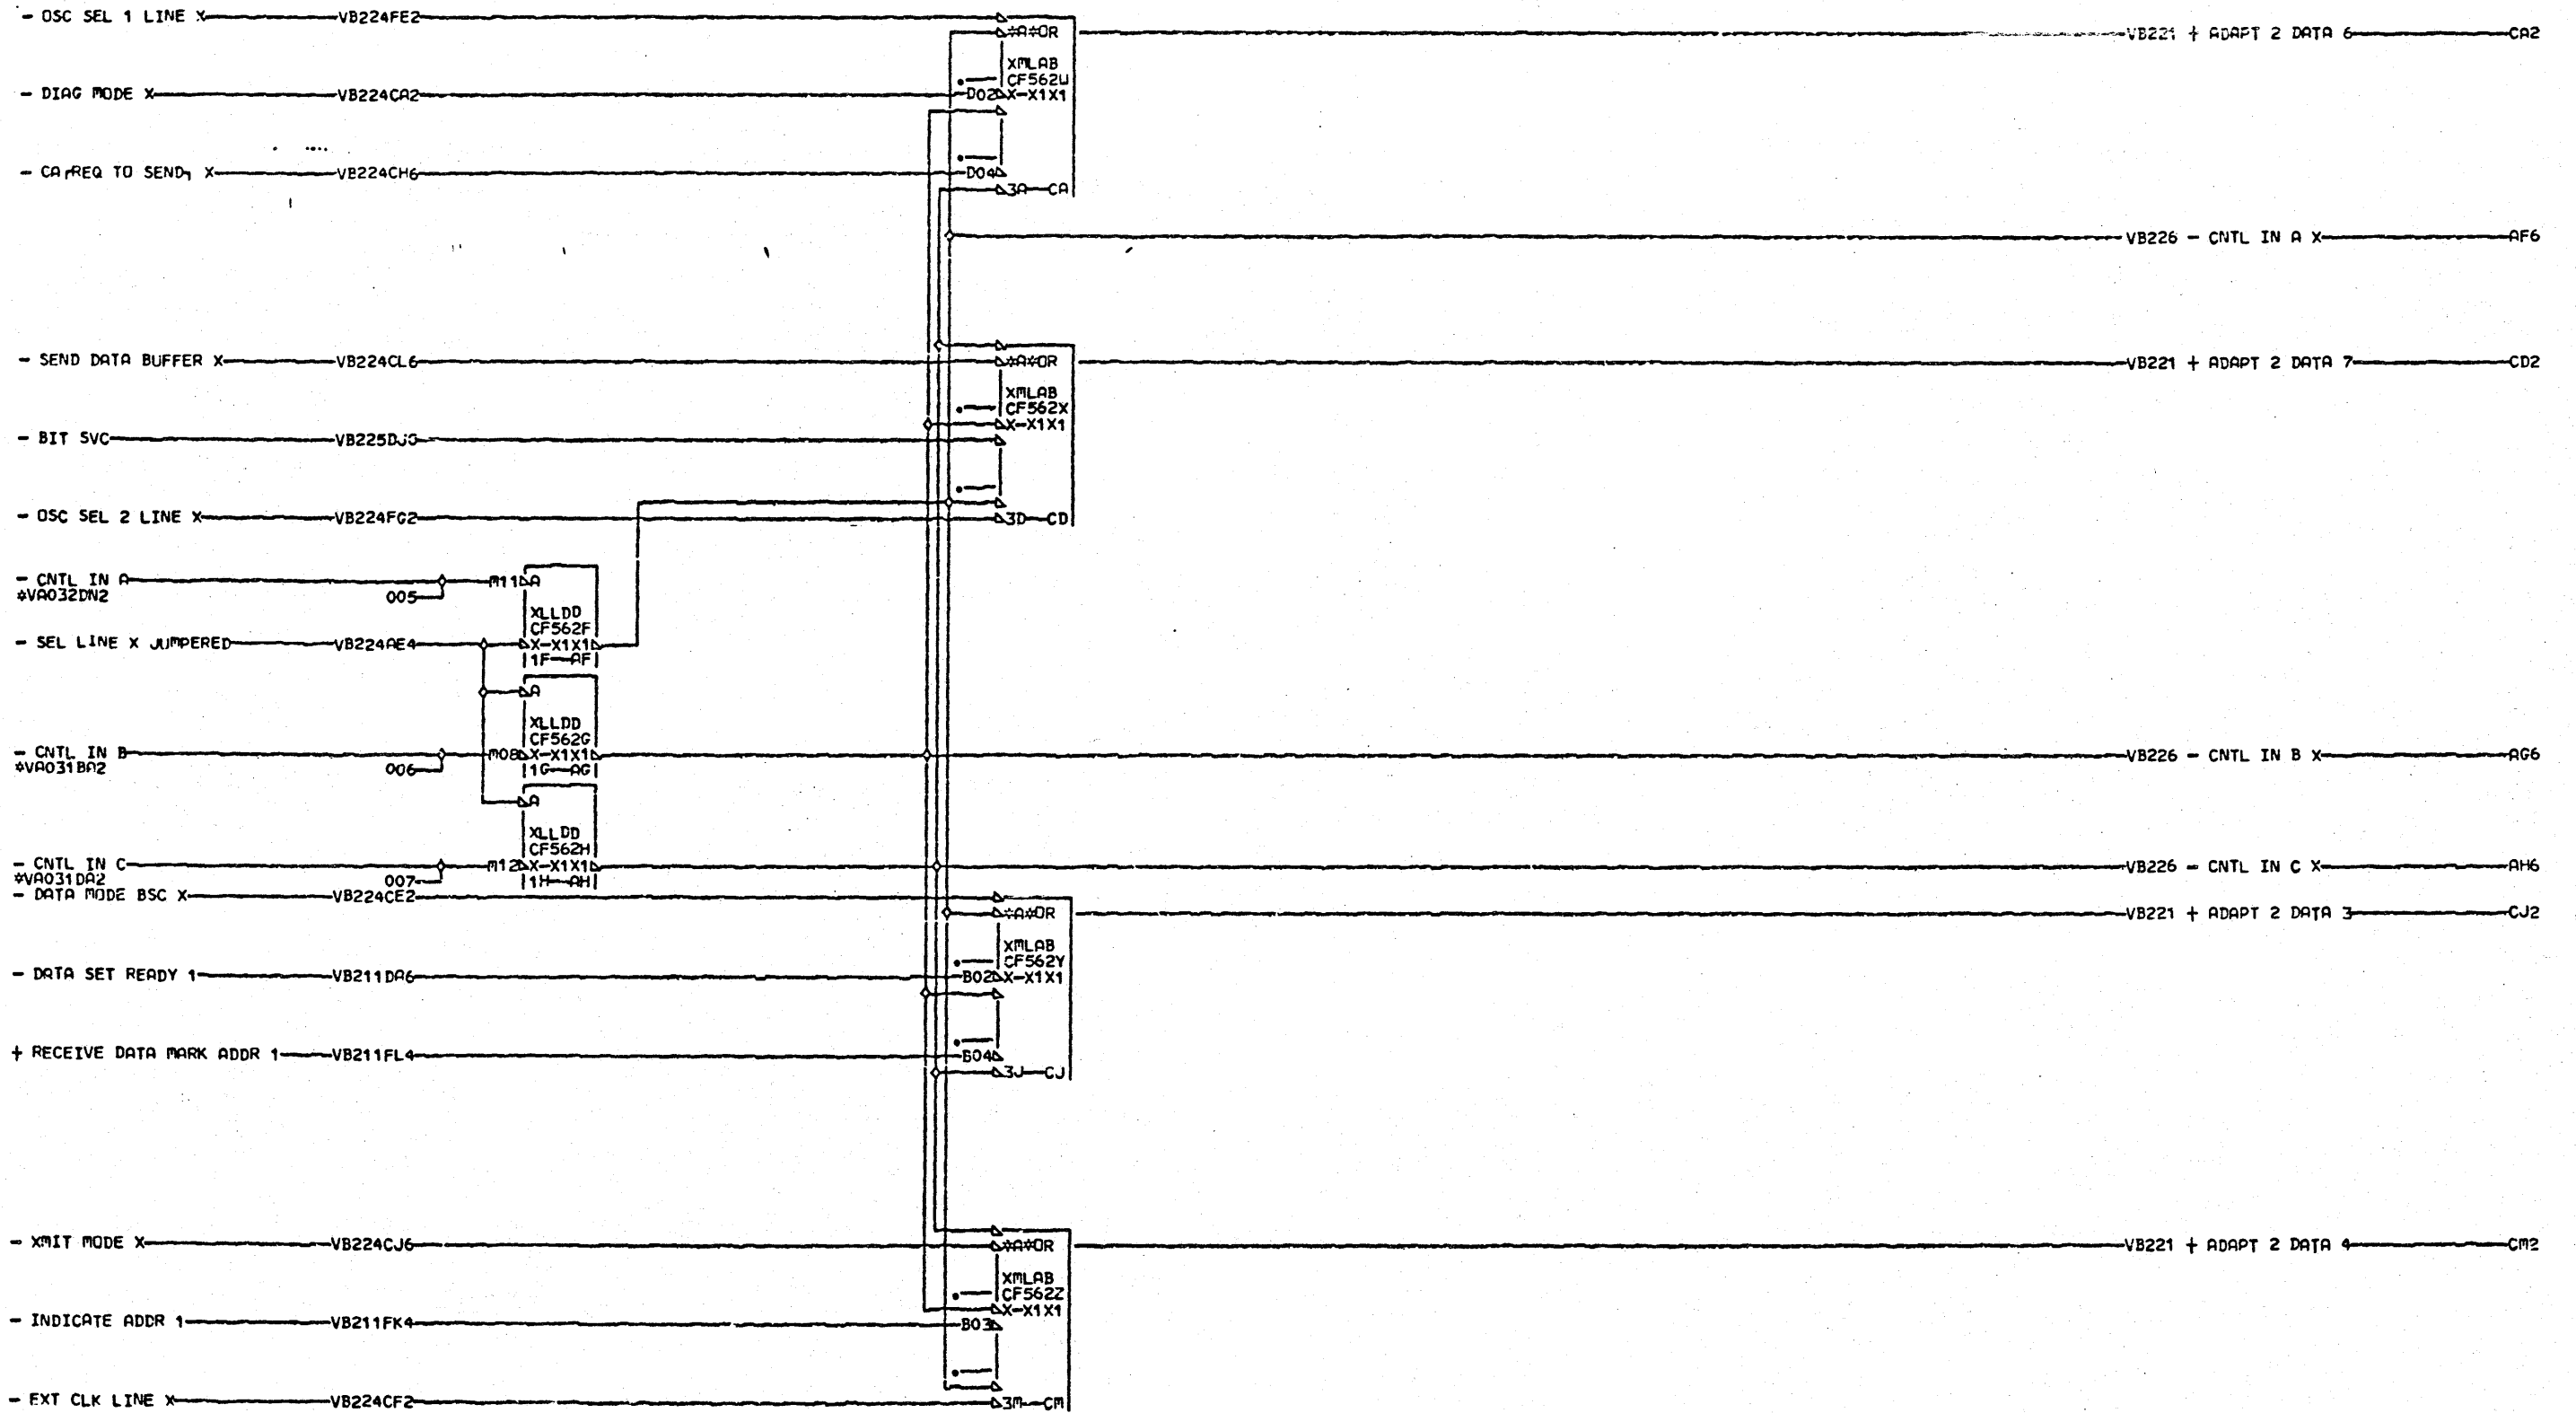 - OSC SEL 1 LINE X VB224FE2
*A*OR VB221 + ADAPT 2 DATA 6 CA2
XMLAB
CF562W
- DIAG MODE X VB224CA2 D02 X-X1X1
- CA REQ TO SEND X VB224CH6 D04
3A CA
VB226 - CNTL IN A X AF6
- SEND DATA BUFFER X VB224CL6 *A*OR VB221 + ADAPT 2 DATA 7 CD2
XMLAB
CF562X
X-X1X1
- BIT SVC
- OSC SEL 2 LINE X VB224FG2 3D CD
- CNTL IN A M11 A
*VA032DN2 005
XLLDD
CF562F
- SEL LINE X JUMPERED VB224AE4 X-X1X1
1F AF
A
XLLDD
CF562G
- CNTL IN B M08 X-X1X1 VB226 - CNTL IN B X AG6
*VA031BA2 006 1G AG
A
XLLDD
CF562H
- CNTL IN C M12 X-X1X1 VB226 - CNTL IN C X AH6
*VA031DA2 007 1H AH
- DATA MODE BSC X VB224CE2
*A*OR VB221 + ADAPT 2 DATA 3 CJ2
XMLAB
CF562Y
- DATA SET READY 1 VB211DA6 B02 X-X1X1
+ RECEIVE DATA MARK ADDR 1 VB211FL4 B04
3J CJ
- XMIT MODE X VB224CJ6 *A*OR VB221 + ADAPT 2 DATA 4 CM2
XMLAB
CF562Z
X-X1X1
- INDICATE ADDR 1 VB211FK4 B03
- EXT CLK LINE X VB224CF2 3M CM